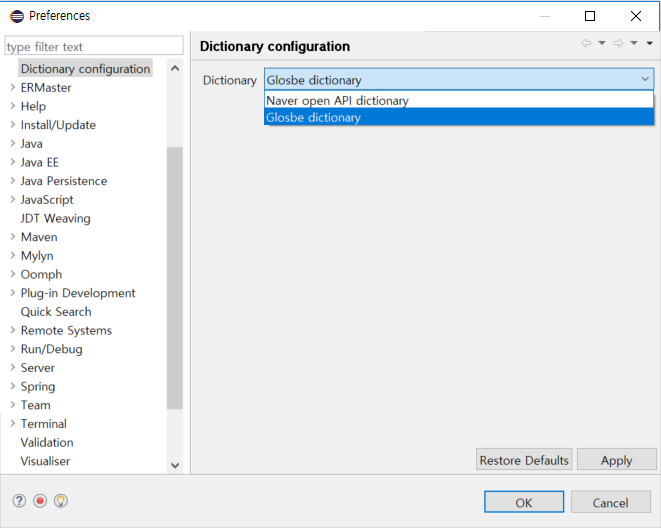 Preferences
type filter text
Dictionary configuration
ERMaster
Help
Install/Update
Java
Java EE
Java Persistence
JavaScript
JDT Weaving
Maven
Mylyn
Oomph
Plug-in Development
Quick Search
Remote Systems
Run/Debug
Server
Spring
Team
Terminal
Validation
Visualiser
Dictionary configuration
Dictionary Glosbe dictionary
Naver open API dictionary
Glosbe dictionary
Restore Defaults Apply
OK Cancel